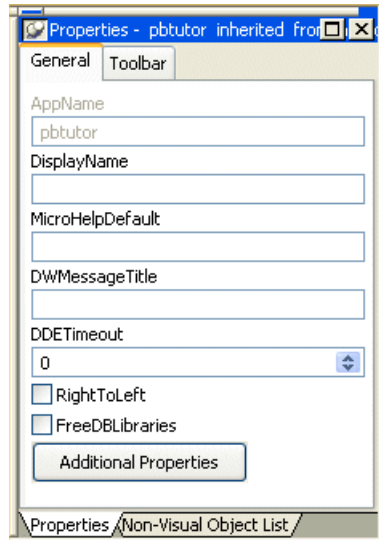 Properties - pbtutor inherited from
General Toolbar
AppName
pbtutor
DisplayName
MicroHelpDefault
DWMessageTitle
DDETimeout
0
RightToLeft
FreeDBLibraries
Additional Properties
Properties Non-Visual Object List